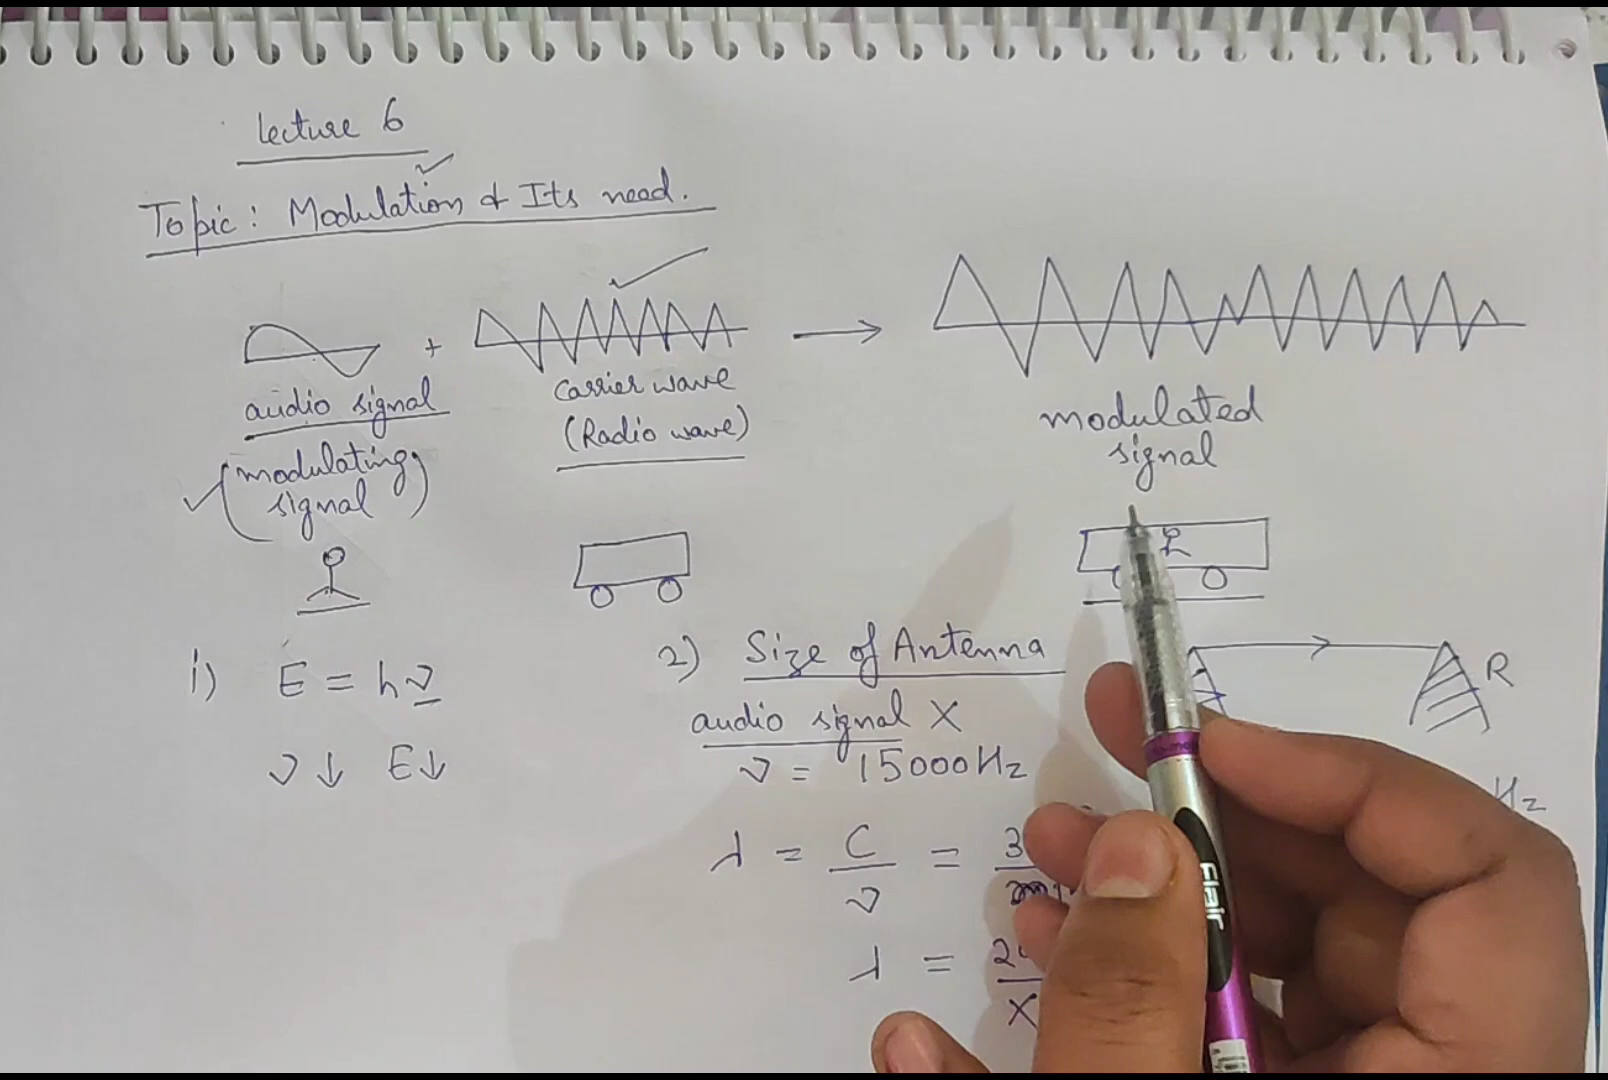 Lecture 6
Topic: Modulation & Its need.
audio signal
(modulating signal)
+
Carrier wave
(Radio wave)
modulated
signal
i) E = hν
ν↓ E↓
2) Size of Antenna
audio signal X
ν = 15000Hz
λ = C/ν = 3
λ =
X
R
Hz
Flair